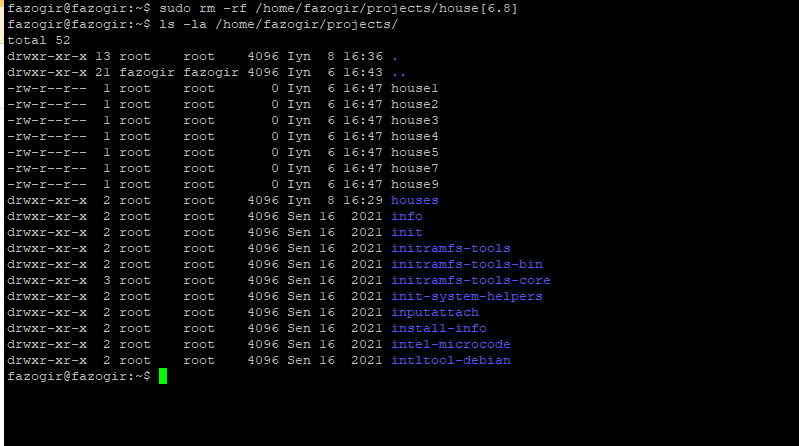 fazogir@fazogir:~$ sudo rm -rf /home/fazogir/projects/house[6.8]
fazogir@fazogir:~$ ls -la /home/fazogir/projects/
total 52
drwxr-xr-x 13 root    root    4096 Iyn  8 16:36 .
drwxr-xr-x 21 fazogir fazogir 4096 Iyn  6 16:43 ..
-rw-r--r--  1 root    root       0 Iyn  6 16:47 house1
-rw-r--r--  1 root    root       0 Iyn  6 16:47 house2
-rw-r--r--  1 root    root       0 Iyn  6 16:47 house3
-rw-r--r--  1 root    root       0 Iyn  6 16:47 house4
-rw-r--r--  1 root    root       0 Iyn  6 16:47 house5
-rw-r--r--  1 root    root       0 Iyn  6 16:47 house7
-rw-r--r--  1 root    root       0 Iyn  6 16:47 house9
drwxr-xr-x  2 root    root    4096 Iyn  8 16:29 houses
drwxr-xr-x  2 root    root    4096 Sen 16  2021 info
drwxr-xr-x  2 root    root    4096 Sen 16  2021 init
drwxr-xr-x  2 root    root    4096 Sen 16  2021 initramfs-tools
drwxr-xr-x  2 root    root    4096 Sen 16  2021 initramfs-tools-bin
drwxr-xr-x  3 root    root    4096 Sen 16  2021 initramfs-tools-core
drwxr-xr-x  2 root    root    4096 Sen 16  2021 init-system-helpers
drwxr-xr-x  2 root    root    4096 Sen 16  2021 inputattach
drwxr-xr-x  2 root    root    4096 Sen 16  2021 install-info
drwxr-xr-x  2 root    root    4096 Sen 16  2021 intel-microcode
drwxr-xr-x  2 root    root    4096 Sen 16  2021 intltool-debian
fazogir@fazogir:~$